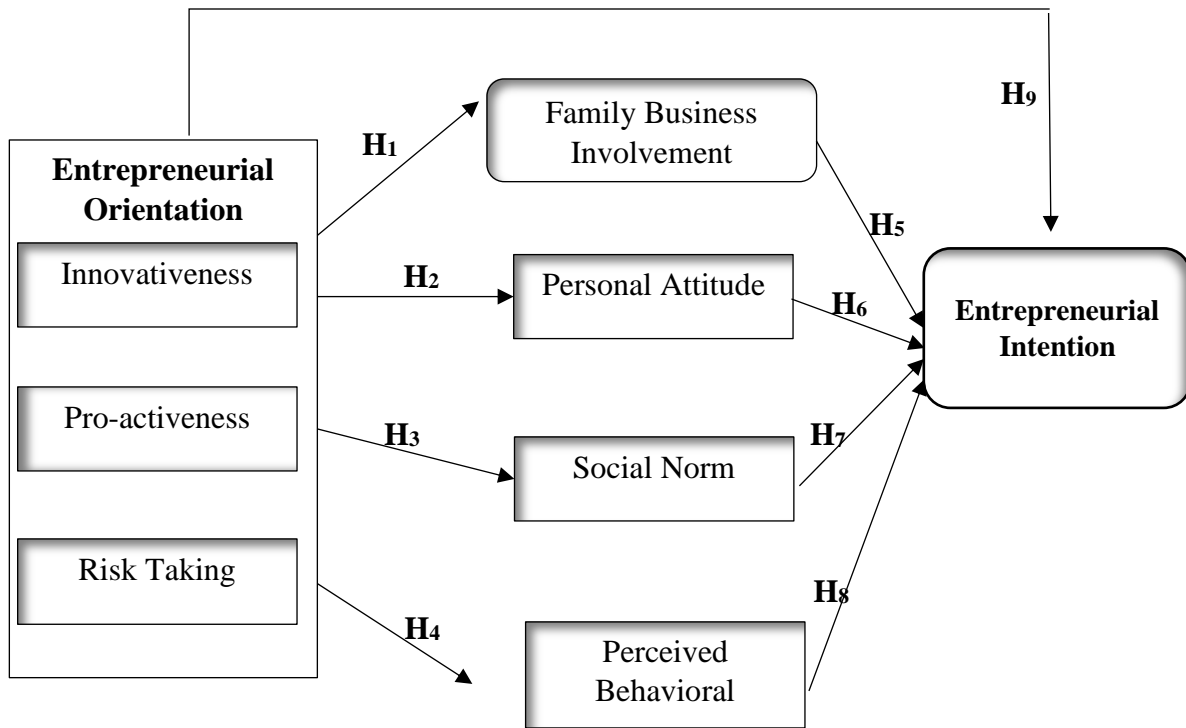 H9
Family Business
Involvement
H1
Entrepreneurial
Orientation
H5
Innovativeness
H2
Personal Attitude
H6
Entrepreneurial
Intention
Pro-activeness
H3
H7
Social Norm
Risk Taking
H8
H4
Perceived
Behavioral